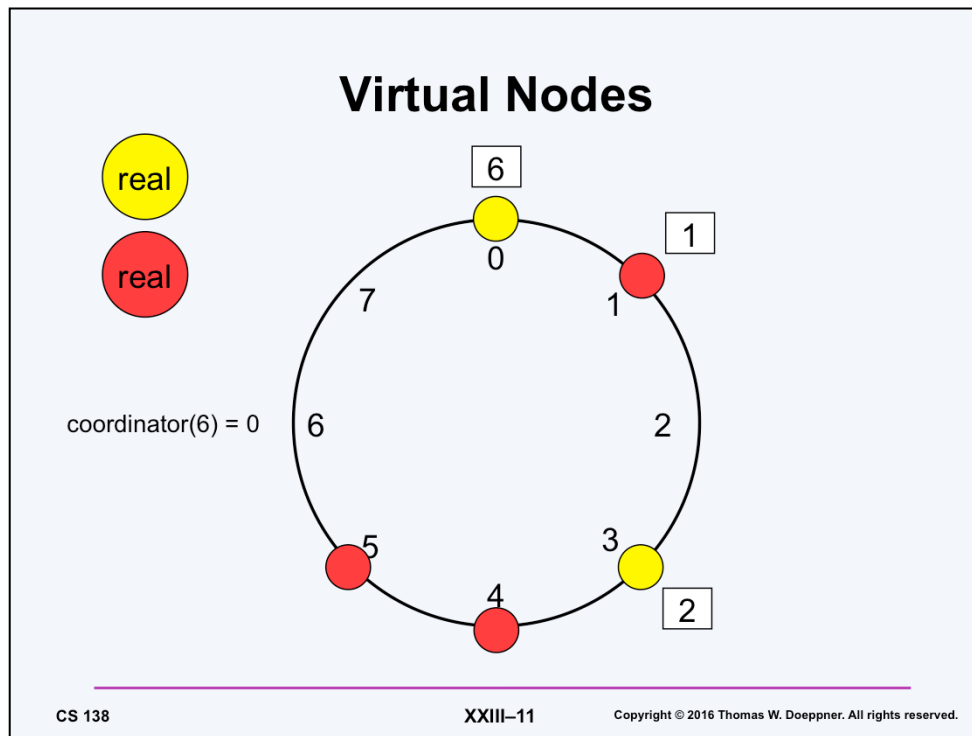 Virtual Nodes
real
real
6
0
1
1
7
coordinator(6) = 0
6
2
5
3
4
2
CS 138
XXIII–11
Copyright © 2016 Thomas W. Doeppner. All rights reserved.